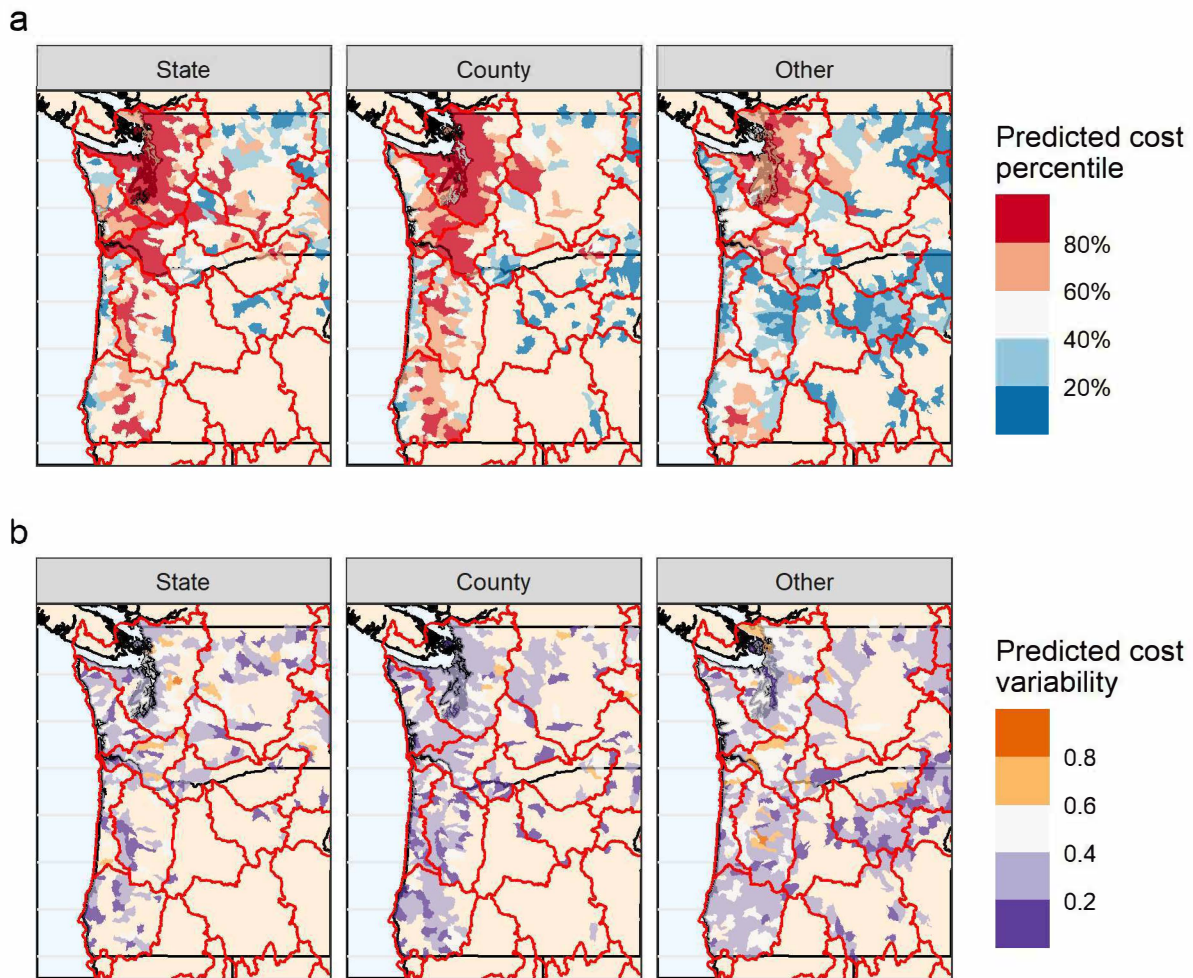 a
State
County
Other
Predicted cost
percentile
80%
60%
40%
20%
b
State
County
Other
Predicted cost
variability
0.8
0.6
0.4
0.2